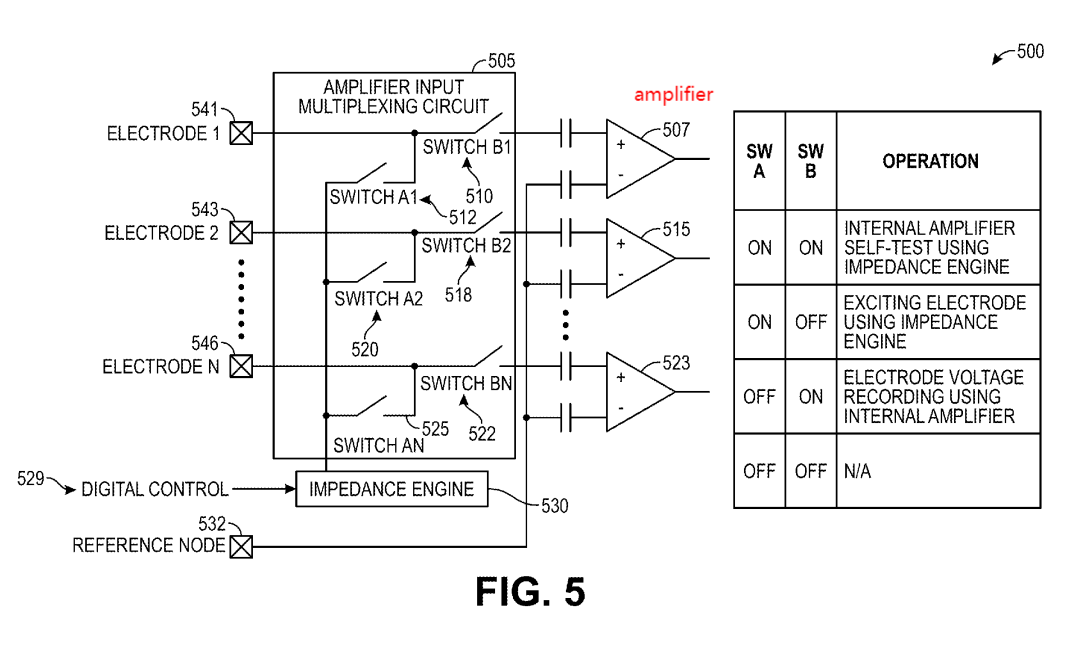 500
505
AMPLIFIER INPUT
MULTIPLEXING CIRCUIT
amplifier
541
ELECTRODE 1
SWITCH B1
510
507
+
-
SWITCH A1
512
543
ELECTRODE 2
SWITCH B2
518
515
+
-
SWITCH A2
520
546
ELECTRODE N
SWITCH BN
522
523
+
-
525
SWITCH AN
529
DIGITAL CONTROL
IMPEDANCE ENGINE
530
532
REFERENCE NODE
SW A
SW B
OPERATION
ON
ON
INTERNAL AMPLIFIER
SELF-TEST USING
IMPEDANCE ENGINE
ON
OFF
EXCITING ELECTRODE
USING IMPEDANCE
ENGINE
OFF
ON
ELECTRODE VOLTAGE
RECORDING USING
INTERNAL AMPLIFIER
OFF
OFF
N/A
FIG. 5